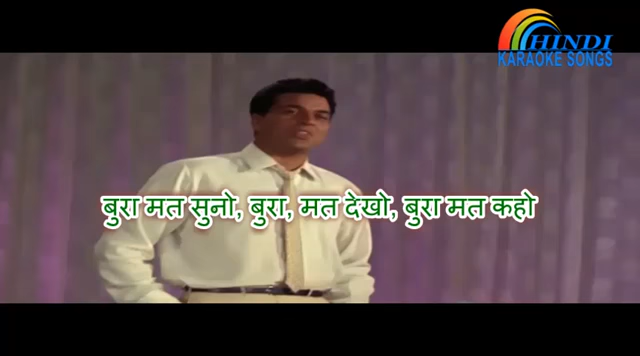 HINDI
KARAOKE SONGS
बुरा मत सुनो, बुरा, मत देखो, बुरा मत कहो